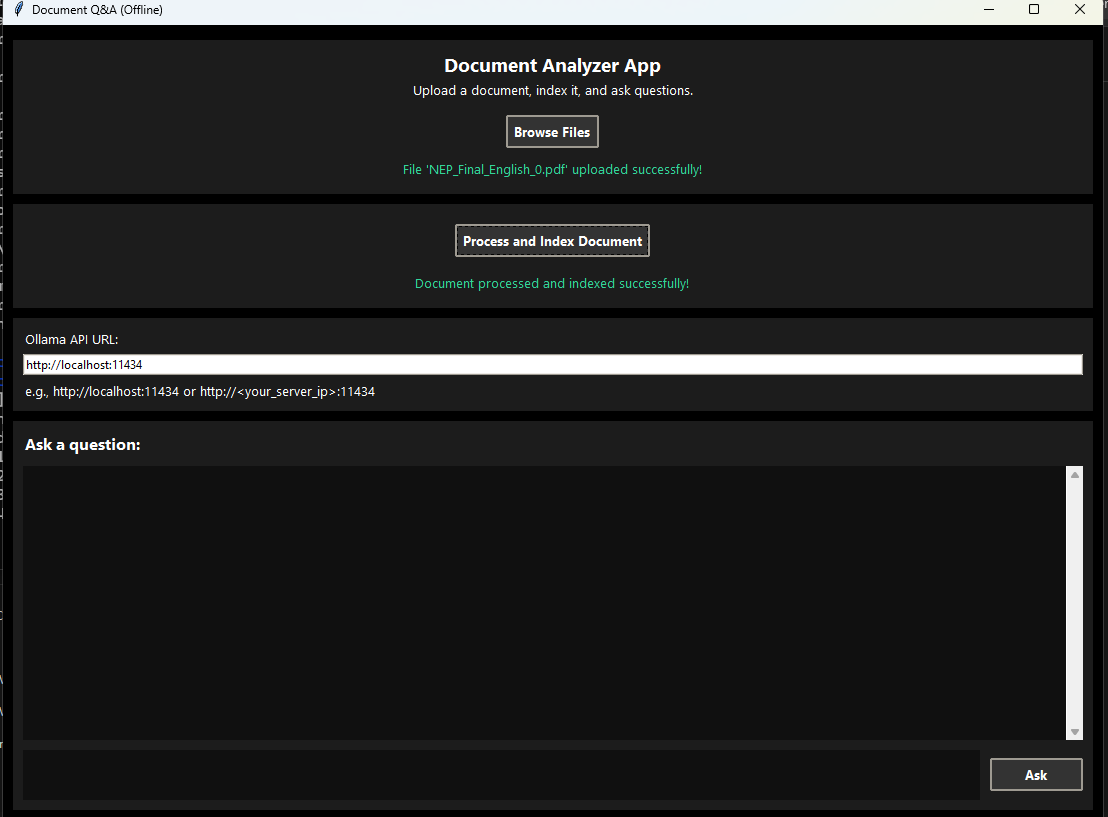 Document Q&A (Offline)
Document Analyzer App
Upload a document, index it, and ask questions.
Browse Files
File 'NEP_Final_English_0.pdf' uploaded successfully!
Process and Index Document
Document processed and indexed successfully!
Ollama API URL:
http://localhost:11434
e.g., http://localhost:11434 or http://<your_server_ip>:11434
Ask a question:
Ask